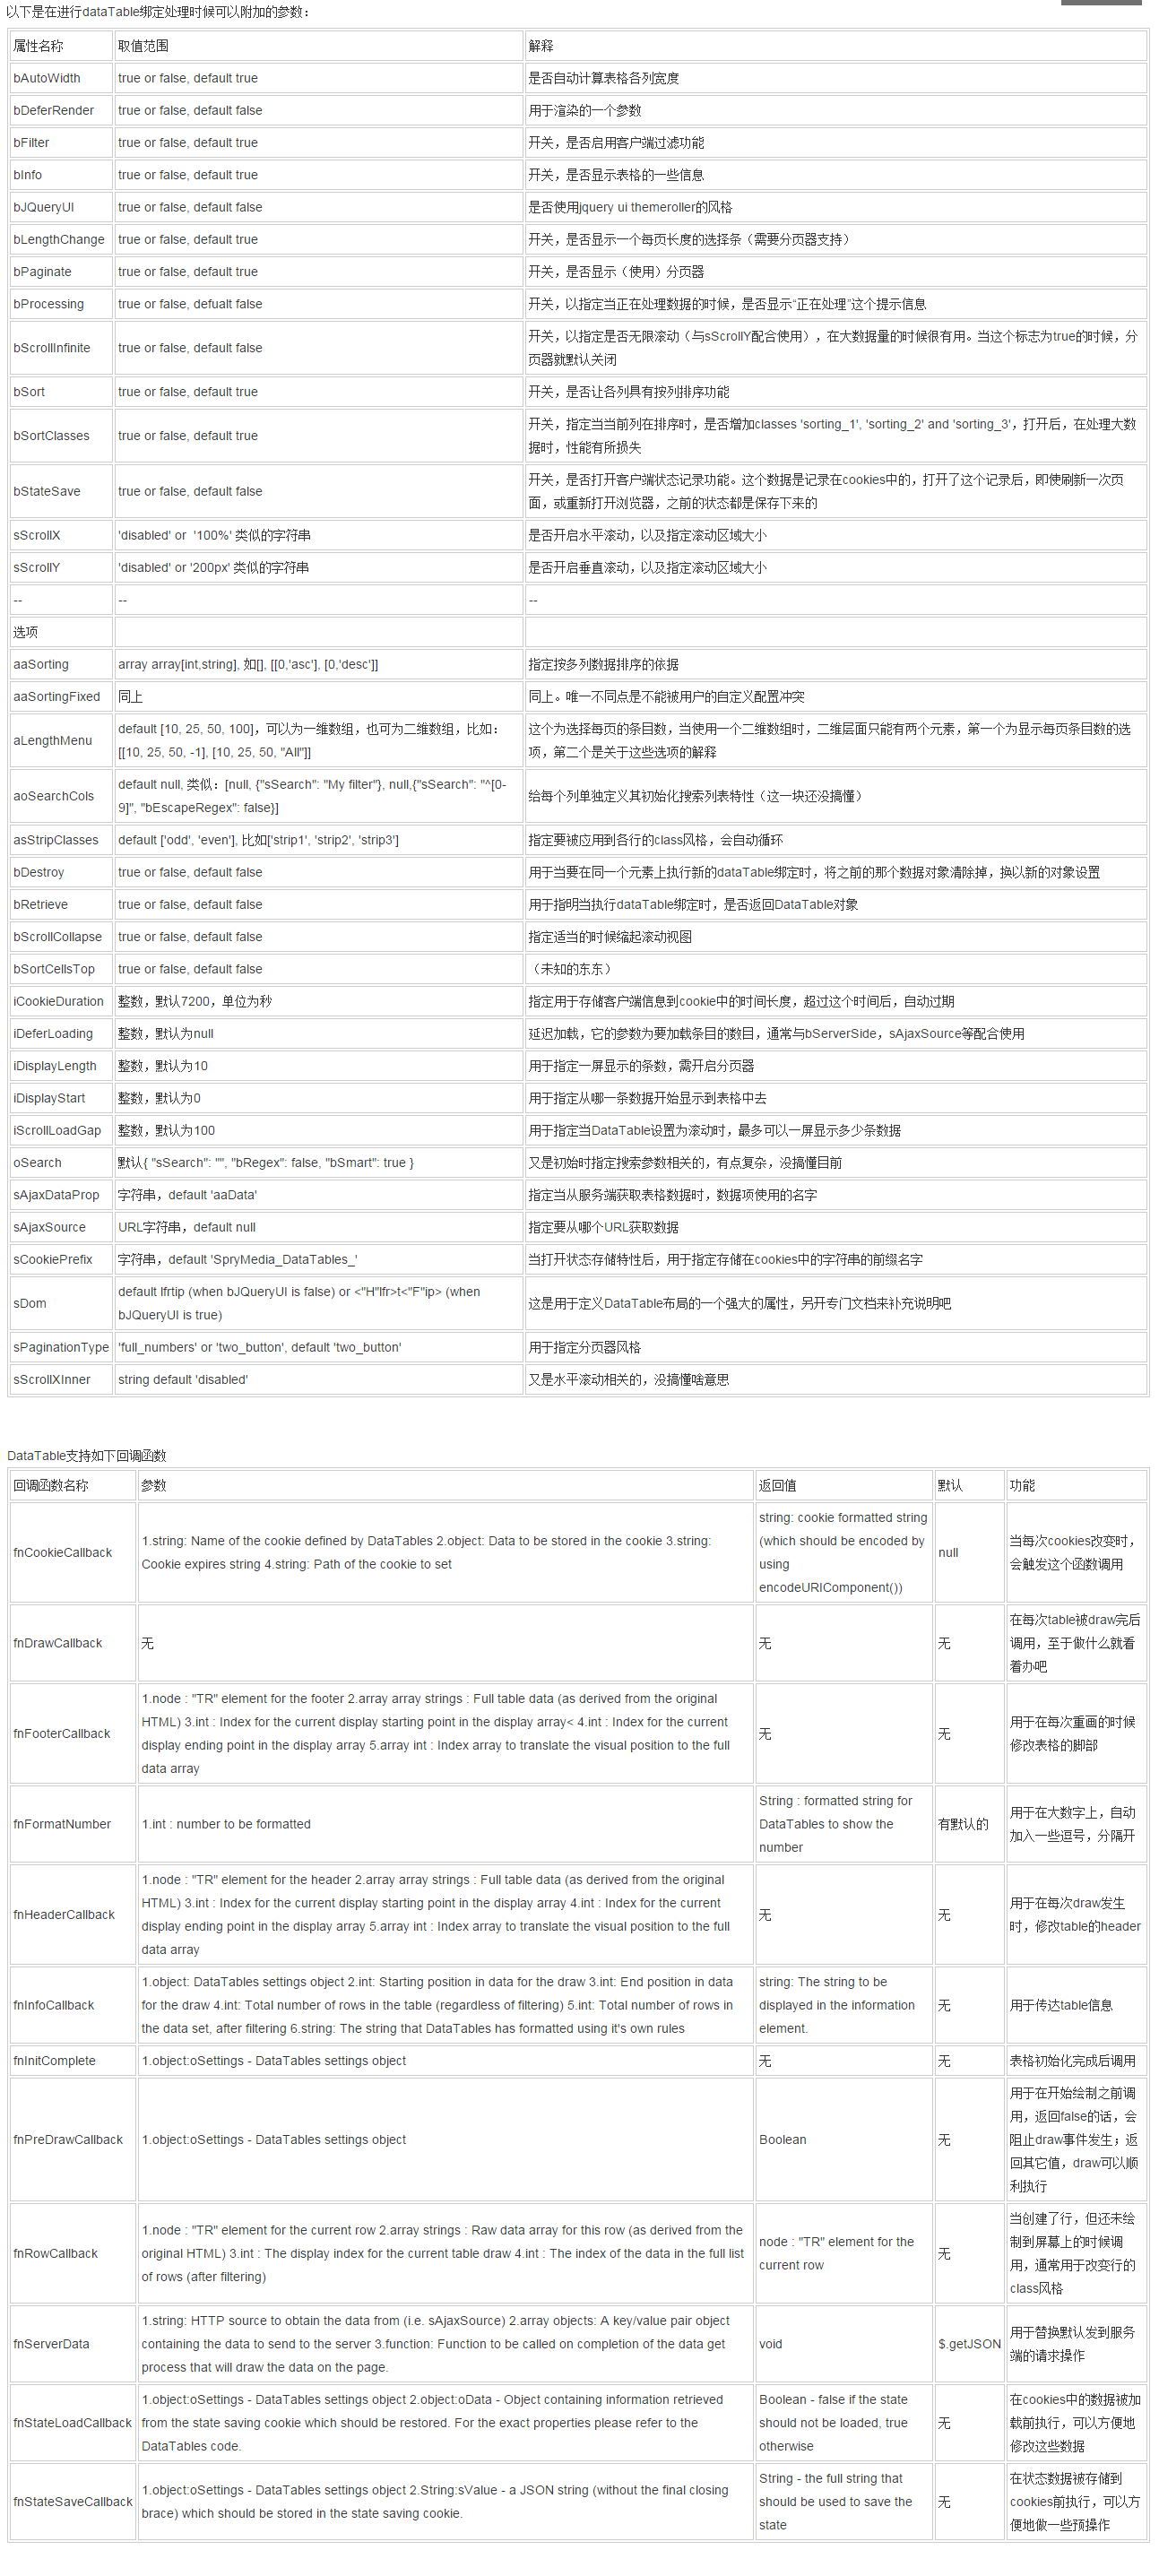 以下是在进行dataTable绑定处理时候可以附加的参数：
属性名称 取值范围 解释
bAutoWidth true or false, default true 是否自动计算表格各列宽度
bDeferRender true or false, default false 用于渲染的一个参数
bFilter true or false, default true 开关，是否启用客户端过滤功能
bInfo true or false, default true 开关，是否显示表格的一些信息
bJQueryUI true or false, default false 是否使用jquery ui themeroller的风格
bLengthChange true or false, default true 开关，是否显示一个每页长度的选择条（需要分页器支持）
bPaginate true or false, default true 开关，是否显示（使用）分页器
bProcessing true or false, defualt false 开关，以指定当正在处理数据的时候，是否显示“正在处理”这个提示信息
bScrollInfinite true or false, default false 开关，以指定是否无限滚动（与sScrollY配合使用），在大数据量的时候很有用。当这个标志为true的时候，分
页器就默认关闭
bSort true or false, default true 开关，是否让各列具有按列排序功能
bSortClasses true or false, default true 开关，指定当当前列在排序时，是否增加classes 'sorting_1', 'sorting_2' and 'sorting_3'，打开后，在处理大数
据时，性能有所损失
bStateSave true or false, default false 开关，是否打开客户端状态记录功能。这个数据是记录在cookies中的，打开了这个记录后，即使刷新一次页
面，或重新打开浏览器，之前的状态都是保存下来的
sScrollX 'disabled' or  '100%' 类似的字符串 是否开启水平滚动，以及指定滚动区域大小
sScrollY 'disabled' or '200px' 类似的字符串 是否开启垂直滚动，以及指定滚动区域大小
-- -- --
选项
aaSorting array array[int,string], 如[], [[0,'asc'], [0,'desc']] 指定按多列数据排序的依据
aaSortingFixed 同上 同上。唯一不同点是不能被用户的自定义配置冲突
aLengthMenu default [10, 25, 50, 100]，可以为一维数组，也可为二维数组，比如：
[[10, 25, 50, -1], [10, 25, 50, "All"]] 这个为选择每页的条目数，当使用一个二维数组时，二维层面只能有两个元素，第一个为显示每页条目数的选
项，第二个是关于这些选项的解释
aoSearchCols default null, 类似：[null, {"sSearch": "My filter"}, null,{"sSearch": "^[0-
9]", "bEscapeRegex": false}] 给每个列单独定义其初始化搜索列表特性（这一块还没搞懂）
asStripClasses default ['odd', 'even'], 比如['strip1', 'strip2', 'strip3'] 指定要被应用到各行的class风格，会自动循环
bDestroy true or false, default false 用于当要在同一个元素上执行新的dataTable绑定时，将之前的那个数据对象清除掉，换以新的对象设置
bRetrieve true or false, default false 用于指明当执行dataTable绑定时，是否返回DataTable对象
bScrollCollapse true or false, default false 指定适当的时候缩起滚动视图
bSortCellsTop true or false, default false （未知的东东）
iCookieDuration 整数，默认7200，单位为秒 指定用于存储客户端信息到cookie中的时间长度，超过这个时间后，自动过期
iDeferLoading 整数，默认为null 延迟加载，它的参数为要加载条目的数目，通常与bServerSide，sAjaxSource等配合使用
iDisplayLength 整数，默认为10 用于指定一屏显示的条数，需开启分页器
iDisplayStart 整数，默认为0 用于指定从哪一条数据开始显示到表格中去
iScrollLoadGap 整数，默认为100 用于指定当DataTable设置为滚动时，最多可以一屏显示多少条数据
oSearch 默认{ "sSearch": "", "bRegex": false, "bSmart": true } 又是初始时指定搜索参数相关的，有点复杂，没搞懂目前
sAjaxDataProp 字符串，default 'aaData' 指定当从服务端获取表格数据时，数据项使用的名字
sAjaxSource URL字符串，default null 指定要从哪个URL获取数据
sCookiePrefix 字符串，default 'SpryMedia_DataTables_' 当打开状态存储特性后，用于指定存储在cookies中的字符串的前缀名字
sDom default lfrtip (when bJQueryUI is false) or <"H"lfr>t<"F"ip> (when
bJQueryUI is true) 这是用于定义DataTable布局的一个强大的属性，另开专门文档来补充说明吧
sPaginationType 'full_numbers' or 'two_button', default 'two_button' 用于指定分页器风格
sScrollXInner string default 'disabled' 又是水平滚动相关的，没搞懂啥意思
DataTable支持如下回调函数
回调函数名称 参数 返回值 默认 功能
fnCookieCallback 1.string: Name of the cookie defined by DataTables 2.object: Data to be stored in the cookie 3.string:
Cookie expires string 4.string: Path of the cookie to set string: cookie formatted string
(which should be encoded by
using
encodeURIComponent()) null 当每次cookies改变时，
会触发这个函数调用
fnDrawCallback 无 无 无 在每次table被draw完后
调用，至于做什么就看
着办吧
fnFooterCallback 1.node : "TR" element for the footer 2.array array strings : Full table data (as derived from the original
HTML) 3.int : Index for the current display starting point in the display array< 4.int : Index for the current
display ending point in the display array 5.array int : Index array to translate the visual position to the full
data array 无 无 用于在每次重画的时候
修改表格的脚部
fnFormatNumber 1.int : number to be formatted String : formatted string for
DataTables to show the
number 有默认的 用于在大数字上，自动
加入一些逗号，分隔开
fnHeaderCallback 1.node : "TR" element for the header 2.array array strings : Full table data (as derived from the original
HTML) 3.int : Index for the current display starting point in the display array 4.int : Index for the current
display ending point in the display array 5.array int : Index array to translate the visual position to the full
data array 无 无 用于在每次draw发生
时，修改table的header
fnInfoCallback 1.object: DataTables settings object 2.int: Starting position in data for the draw 3.int: End position in data
for the draw 4.int: Total number of rows in the table (regardless of filtering) 5.int: Total number of rows in
the data set, after filtering 6.string: The string that DataTables has formatted using it's own rules string: The string to be
displayed in the information
element. 无 用于传达table信息
fnInitComplete 1.object:oSettings - DataTables settings object 无 无 表格初始化完成后调用
fnPreDrawCallback 1.object:oSettings - DataTables settings object Boolean 无 用于在开始绘制之前调
用，返回false的话，会
阻止draw事件发生；返
回其它值，draw可以顺
利执行
fnRowCallback 1.node : "TR" element for the current row 2.array strings : Raw data array for this row (as derived from the
original HTML) 3.int : The display index for the current table draw 4.int : The index of the data in the full list
of rows (after filtering) node : "TR" element for the
current row 无 当创建了行，但还未绘
制到屏幕上的时候调
用，通常用于改变行的
class风格
fnServerData 1.string: HTTP source to obtain the data from (i.e. sAjaxSource) 2.array objects: A key/value pair object
containing the data to send to the server 3.function: Function to be called on completion of the data get
process that will draw the data on the page. void $.getJSON 用于替换默认发到服务
端的请求操作
fnStateLoadCallback 1.object:oSettings - DataTables settings object 2.object:oData - Object containing information retrieved
from the state saving cookie which should be restored. For the exact properties please refer to the
DataTables code. Boolean - false if the state
should not be loaded, true
otherwise 无 在cookies中的数据被加
载前执行，可以方便地
修改这些数据
fnStateSaveCallback 1.object:oSettings - DataTables settings object 2.String:sValue - a JSON string (without the final closing
brace) which should be stored in the state saving cookie. String - the full string that
should be used to save the
state 无 在状态数据被存储到
cookies前执行，可以方
便地做一些预操作